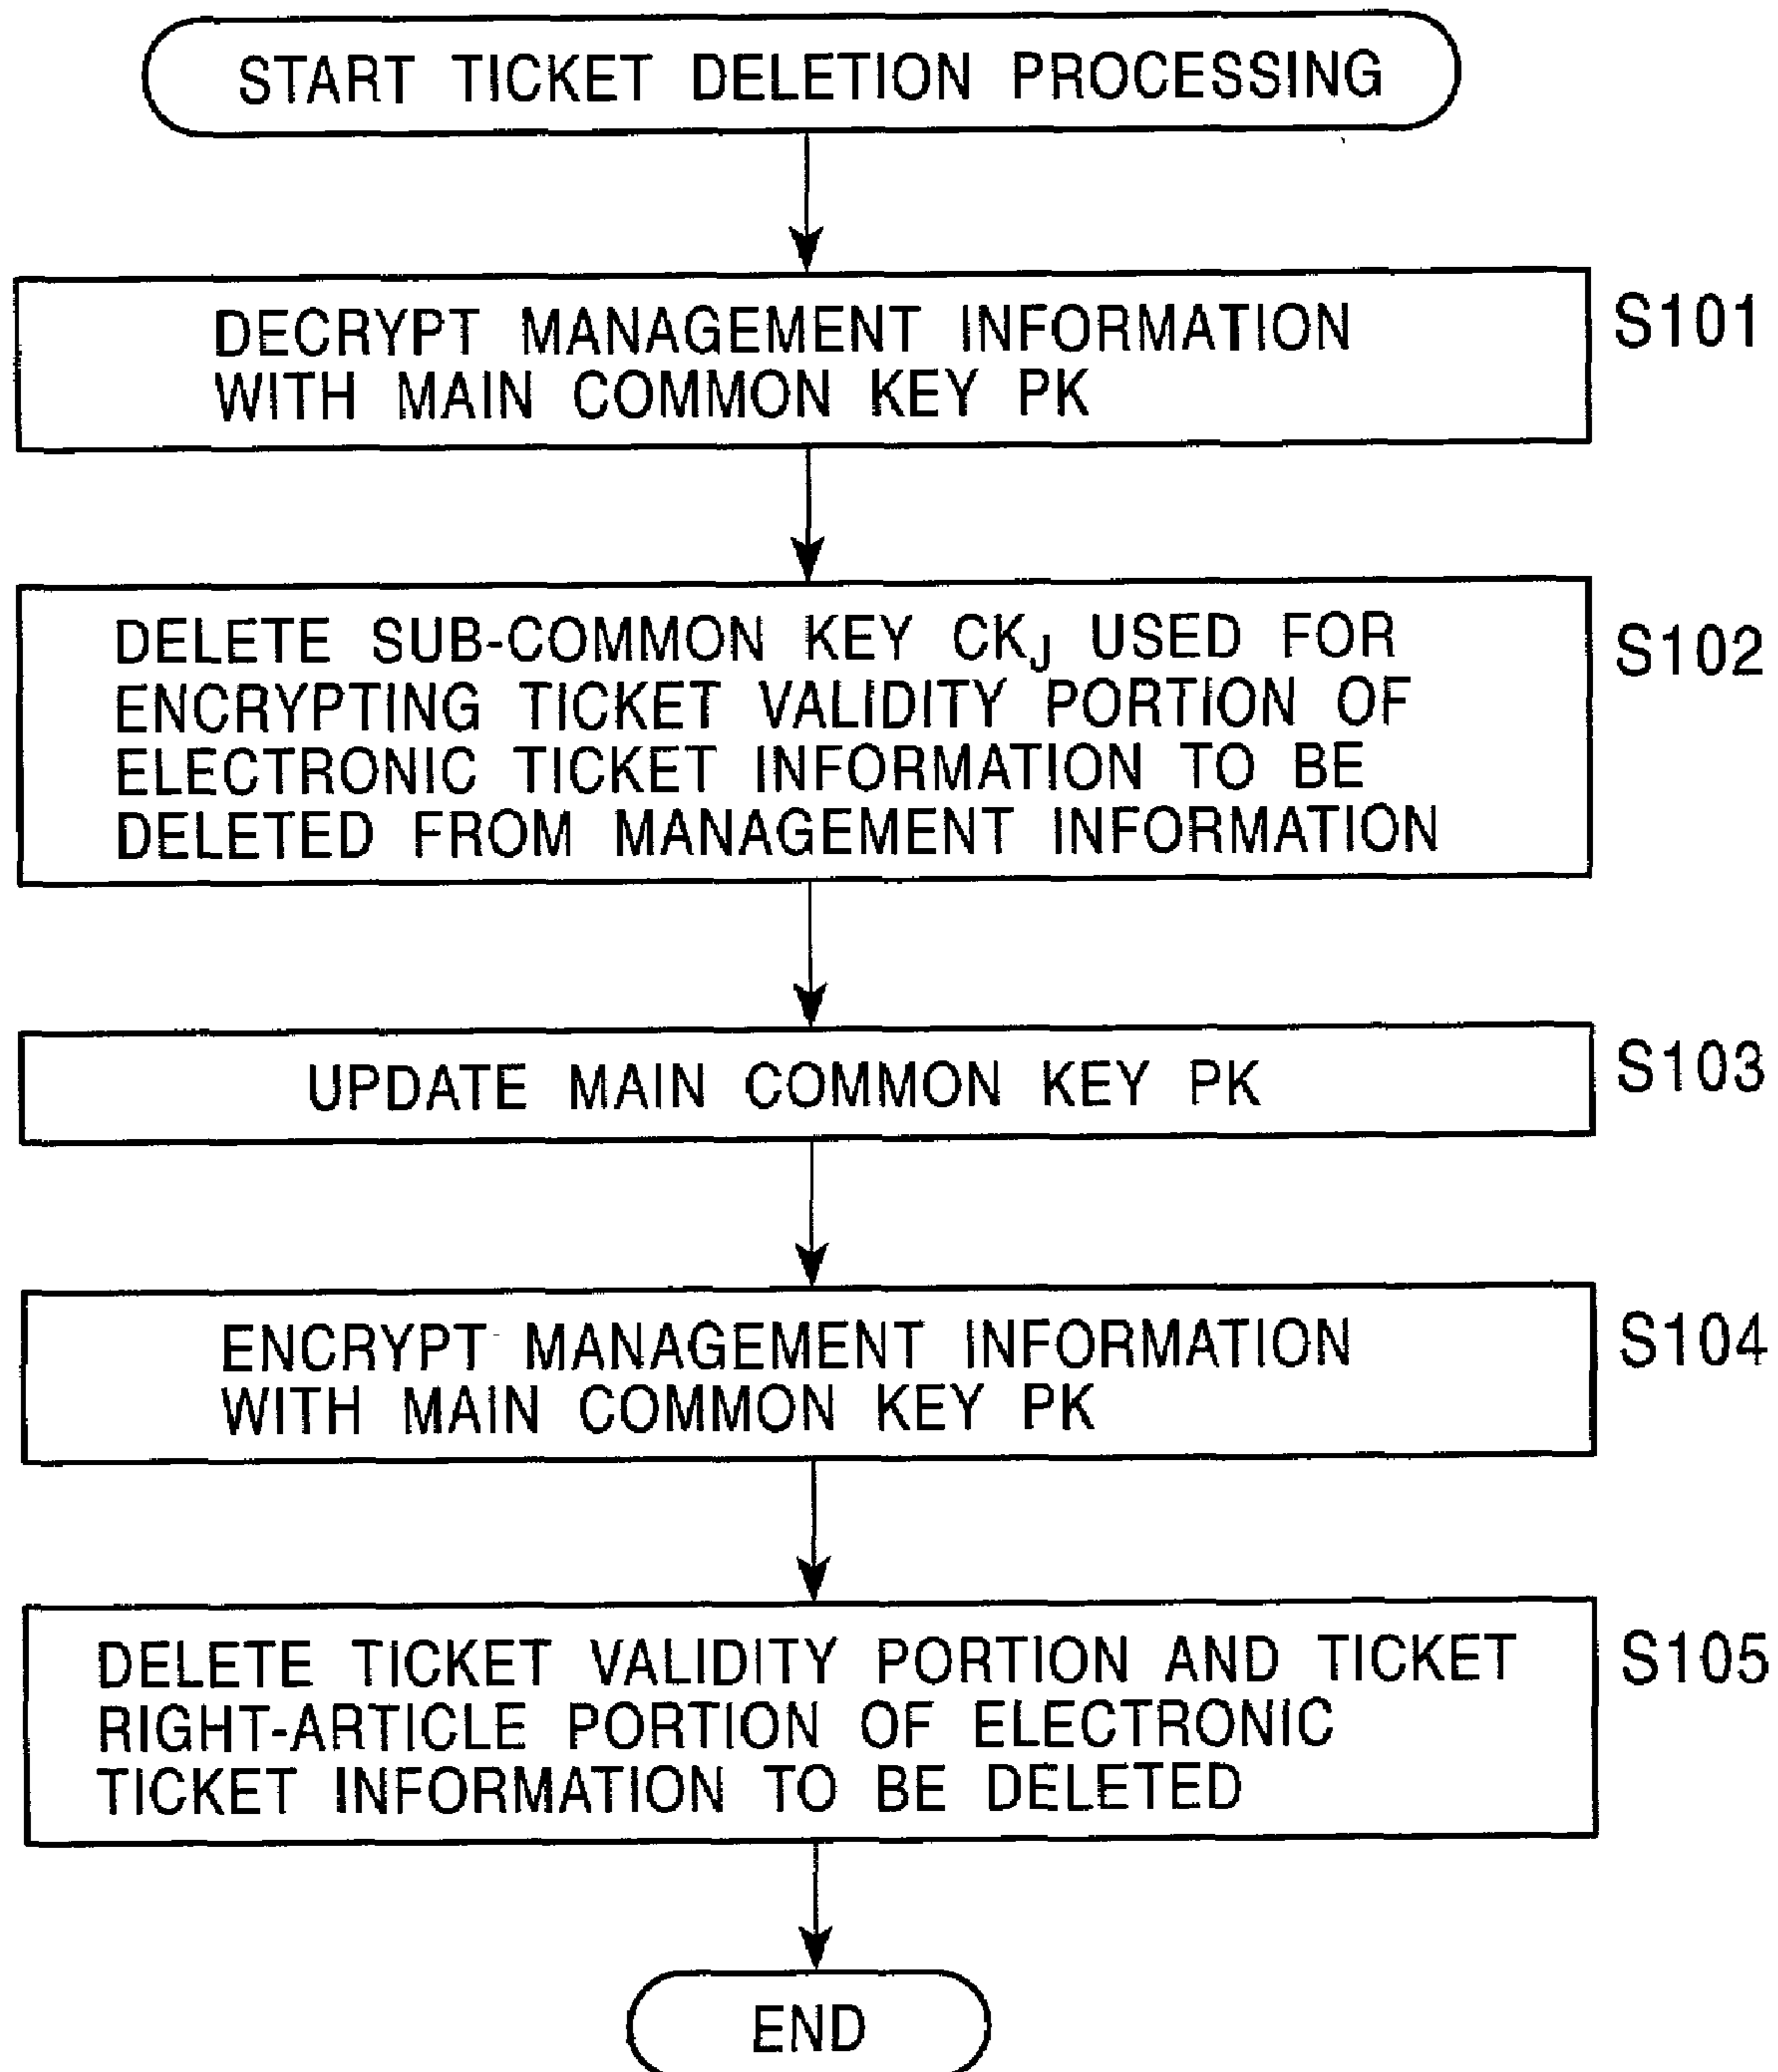 START TICKET DELETION PROCESSING
DECRYPT MANAGEMENT INFORMATION
WITH MAIN COMMON KEY PK
S101
DELETE SUB-COMMON KEY CKJ USED FOR
ENCRYPTING TICKET VALIDITY PORTION OF
ELECTRONIC TICKET INFORMATION TO BE
DELETED FROM MANAGEMENT INFORMATION
S102
UPDATE MAIN COMMON KEY PK
S103
ENCRYPT MANAGEMENT INFORMATION
WITH MAIN COMMON KEY PK
S104
DELETE TICKET VALIDITY PORTION AND TICKET
RIGHT-ARTICLE PORTION OF ELECTRONIC
TICKET INFORMATION TO BE DELETED
S105
END